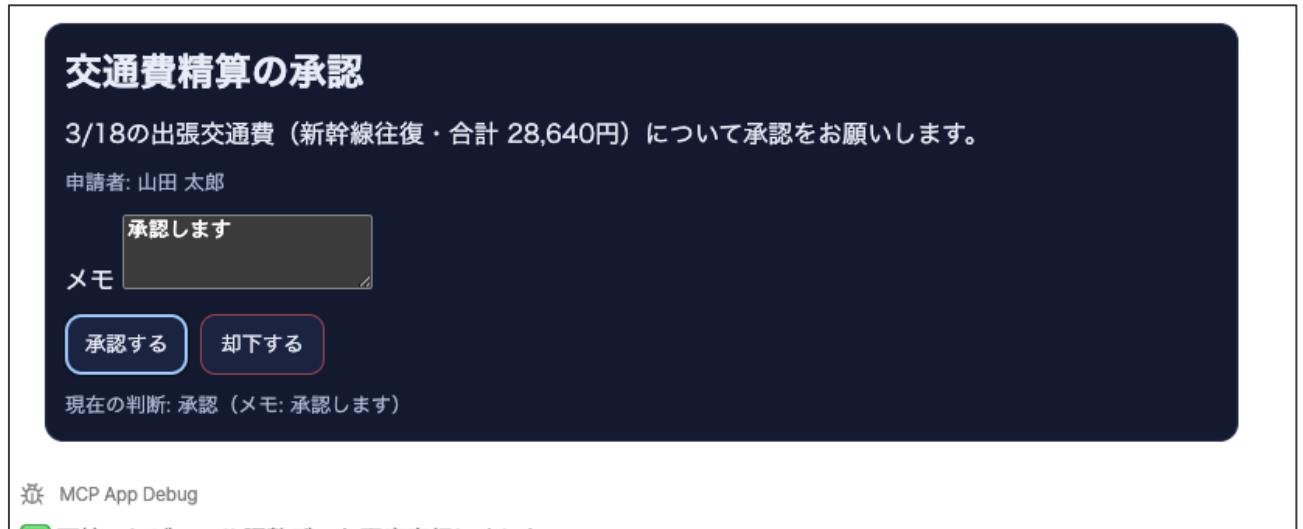 交通費精算の承認
3/18の出張交通費（新幹線往復・合計 28,640円）について承認をお願いします。
申請者: 山田 太郎
承認します
メモ
承認する 却下する
現在の判断: 承認（メモ: 承認します）
MCP App Debug